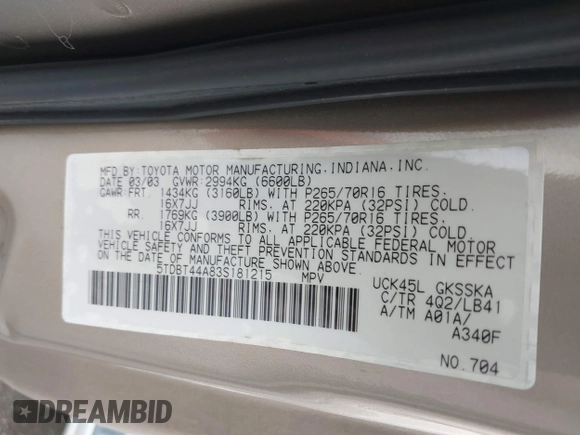 MFD.BY:TOYOTA MOTOR MANUFACTURING.INDIANA.INC.
DATE 03/03 GVWR:2994KG (6600LB)
GAWR FRT. 1434KG (3160LB) WITH P265/70R16 TIRES.
16X7JJ RIMS. AT 220KPA (32PSI) COLD.
RR. 1769KG (3900LB) WITH P265/70R16 TIRES.
16X7JJ RIMS. AT 220KPA (32PSI) COLD.
THIS VEHICLE CONFORMS TO ALL APPLICABLE FEDERAL MOTOR
VEHICLE SAFETY AND THEFT PREVENTION STANDARDS IN EFFECT
ON THE DATE OF MANUFACTURE SHOWN ABOVE.
5TDBT44A83S181215 MPV
UCK45L GKSSKA
C/TR 4Q2/LB41
A/TM A01A/
A340F
NO.704
DREAMBID